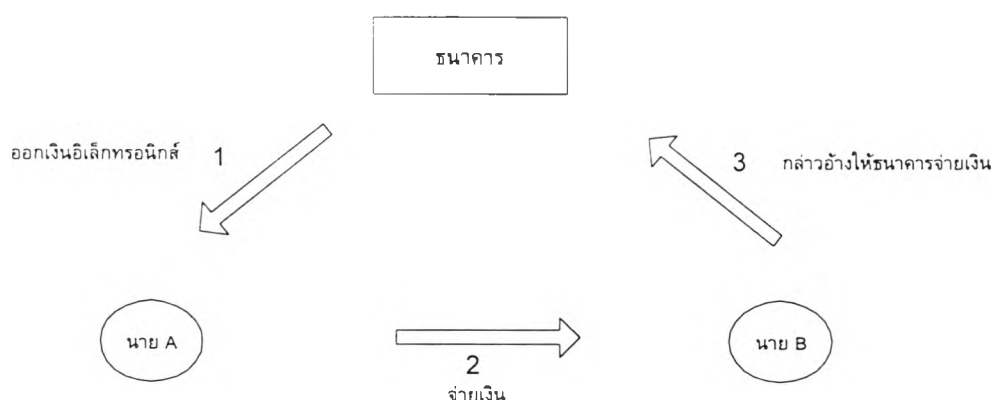 ธนาคาร
ออกเงินอิเล็กทรอนิกส์ 1
3 กล่าวอ้างให้ธนาคารจ่ายเงิน
นาย A
2
จ่ายเงิน
นาย B